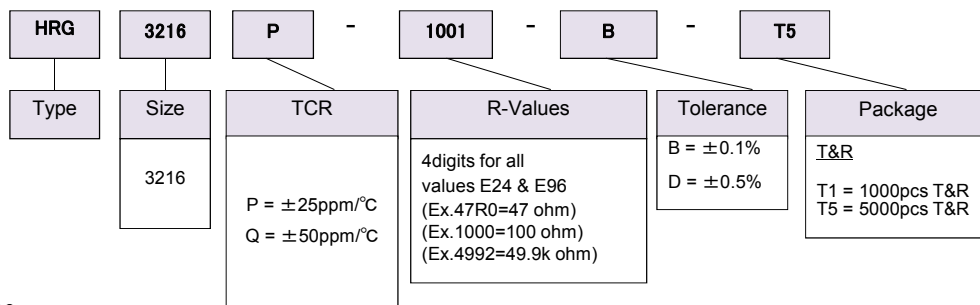 HRG 3216 P - 1001 - B - T5
Type Size TCR R-Values Tolerance Package
3216
P = ±25ppm/℃
Q = ±50ppm/℃
4digits for all
values E24 & E96
(Ex.47R0=47 ohm)
(Ex.1000=100 ohm)
(Ex.4992=49.9k ohm)
B = ±0.1%
D = ±0.5%
T&R
T1 = 1000pcs T&R
T5 = 5000pcs T&R